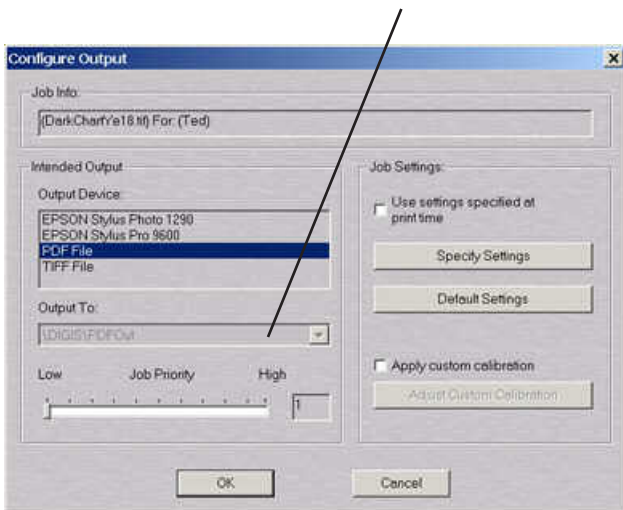 Configure Output
Job Info:
(DarkChartYe18.tif) For: (Ted)
Intended Output
Output Device:
EPSON Stylus Photo 1290
EPSON Stylus Pro 9600
PDF File
TIFF File
Output To:
\DIGIS\PDFOut
Low Job Priority High
1
Job Settings:
Use settings specified at
print time
Specify Settings
Default Settings
Apply custom calibration
Adjust Custom Calibration
OK Cancel